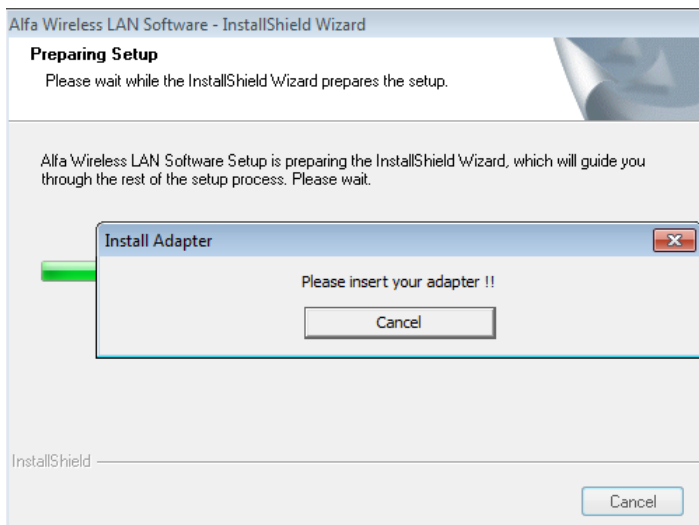 Alfa Wireless LAN Software - InstallShield Wizard
Preparing Setup
Please wait while the InstallShield Wizard prepares the setup.
Alfa Wireless LAN Software Setup is preparing the InstallShield Wizard, which will guide you
through the rest of the setup process. Please wait.
Install Adapter
Please insert your adapter !!
Cancel
InstallShield
Cancel